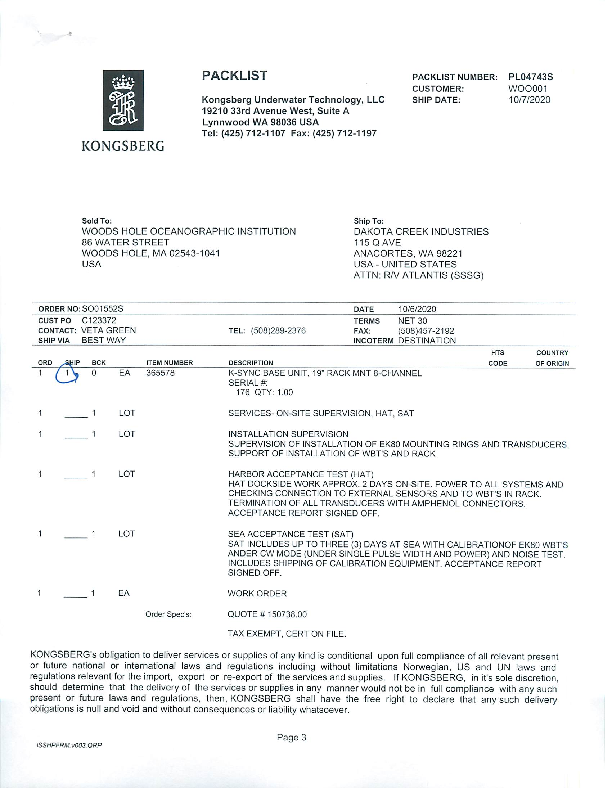 PACKLIST
PACKLIST NUMBER: PL04743S
CUSTOMER: WOO001
SHIP DATE: 10/7/2020
Kongsberg Underwater Technology, LLC
19210 33rd Avenue West, Suite A
Lynnwood WA 98036 USA
Tel: (425) 712-1107 Fax: (425) 712-1197
KONGSBERG
Sold To:
WOODS HOLE OCEANOGRAPHIC INSTITUTION
86 WATER STREET
WOODS HOLE, MA 02543-1041
USA
Ship To:
DAKOTA CREEK INDUSTRIES
115 Q AVE
ANACORTES, WA 98221
USA - UNITED STATES
ATTN: R/V ATLANTIS (SSSG)
ORDER NO: SO01552S DATE 10/6/2020
CUST PO C123372 TERMS NET 30
CONTACT: VETA GREEN TEL: (508)289-2376 FAX: (508)457-2192
SHIP VIA BEST WAY INCOTERM DESTINATION
ORD SHIP BCK ITEM NUMBER DESCRIPTION HTS CODE COUNTRY OF ORIGIN
1 1 0 EA 365578 K-SYNC BASE UNIT, 19" RACK MNT 8-CHANNEL
SERIAL #:
176 QTY: 1.00
1 ____ 1 LOT SERVICES- ON-SITE SUPERVISION, HAT, SAT
1 ____ 1 LOT INSTALLATION SUPERVISION
SUPERVISION OF INSTALLATION OF EK80 MOUNTING RINGS AND TRANSDUCERS.
SUPPORT OF INSTALLATION OF WBT'S AND RACK
1 ____ 1 LOT HARBOR ACCEPTANCE TEST (HAT)
HAT DOCKSIDE WORK APPROX. 2 DAYS ON-SITE. POWER TO ALL SYSTEMS AND
CHECKING CONNECTION TO EXTERNAL SENSORS AND TO WBT'S IN RACK.
TERMINATION OF ALL TRANSDUCERS WITH AMPHENOL CONNECTORS.
ACCEPTANCE REPORT SIGNED OFF.
1 ____ 1 LOT SEA ACCEPTANCE TEST (SAT)
SAT INCLUDES UP TO THREE (3) DAYS AT SEA WITH CALIBRATIONOF EK80 WBT'S
ANDER CW MODE (UNDER SINGLE PULSE WIDTH AND POWER) AND NOISE TEST.
INCLUDES SHIPPING OF CALIBRATION EQUIPMENT. ACCEPTANCE REPORT
SIGNED OFF.
1 ____ 1 EA WORK ORDER
Order Spec's: QUOTE # 150738.00
TAX EXEMPT, CERT ON FILE.
KONGSBERG's obligation to deliver services or supplies of any kind is conditional upon full compliance of all relevant present
or future national or international laws and regulations including without limitations Norwegian, US and UN laws and
regulations relevant for the import, export or re-export of the services and supplies. If KONGSBERG, in it's sole discretion,
should determine that the delivery of the services or supplies in any manner would not be in full compliance with any such
present or future laws and regulations, then, KONGSBERG shall have the free right to declare that any such delivery
obligations is null and void and without consequences or liability whatsoever.
Page 3
ISSHPERM.v003.QRP